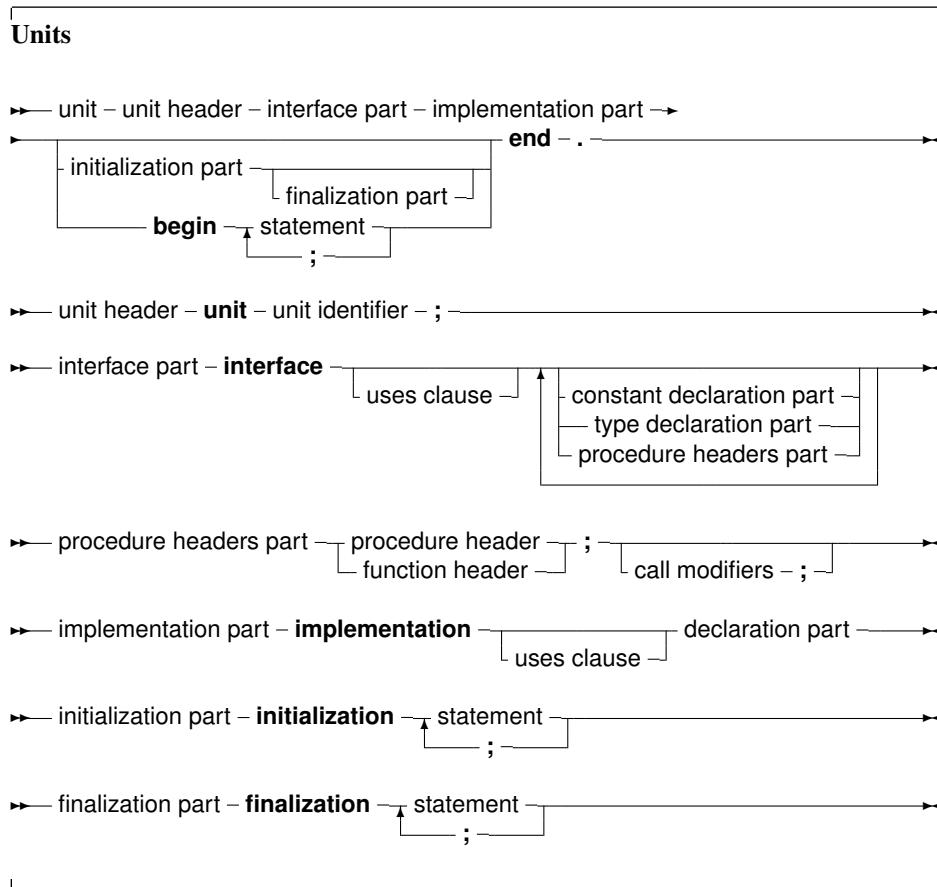 Units
unit – unit header – interface part – implementation part
end – .
initialization part
finalization part
begin – statement
;
unit header – unit – unit identifier – ;
interface part – interface
uses clause
constant declaration part
type declaration part
procedure headers part
procedure headers part – procedure header – ;
function header
call modifiers – ;
implementation part – implementation – declaration part
uses clause
initialization part – initialization – statement
;
finalization part – finalization – statement
;